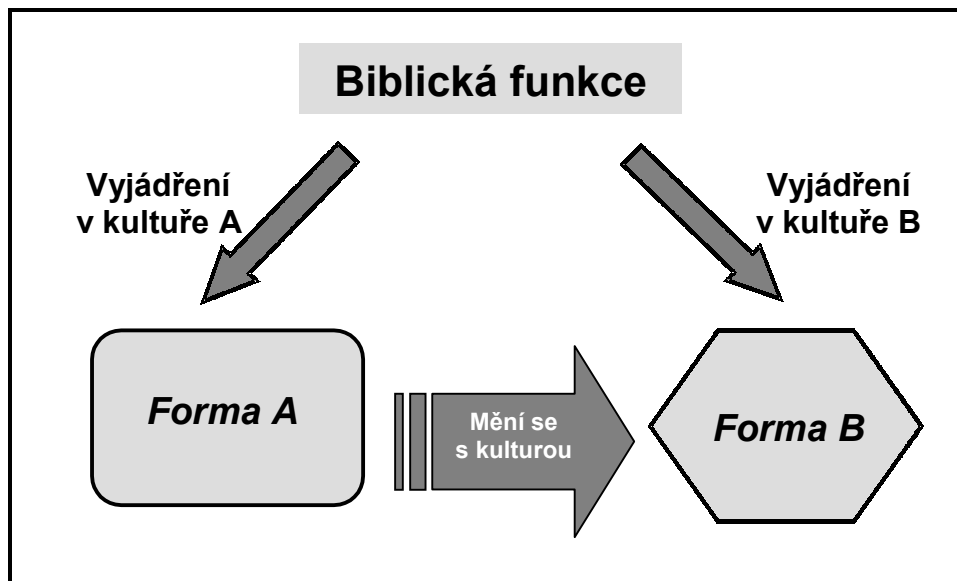 Biblická funkce
Vyjádření
v kultuře A
Vyjádření
v kultuře B
Forma A
Mění se
s kulturou
Forma B